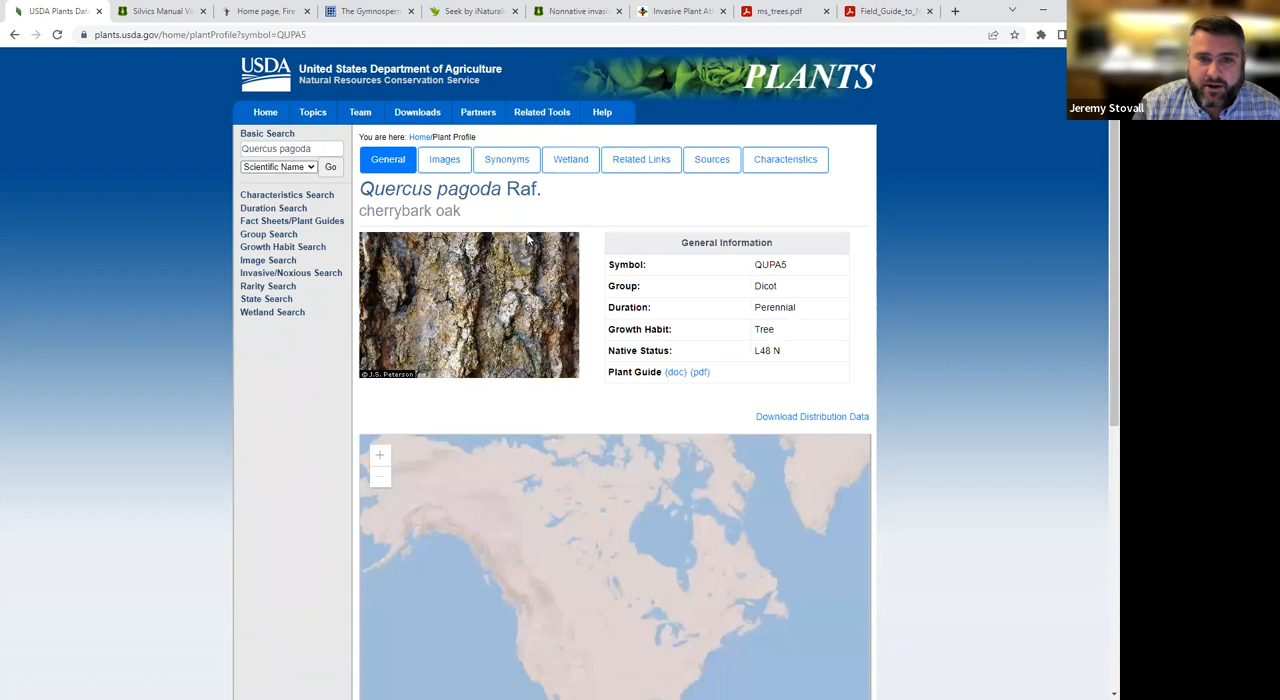 USDA Plants Dat
Silvics Manual Vo
Home page, Fire
The Gymnosperm
Seek by iNatural
Nonnative invasi
Invasive Plant Atl
ms_trees.pdf
Field_Guide_to_N
plants.usda.gov/home/plantProfile?symbol=QUPA5
USDA
United States Department of Agriculture
Natural Resources Conservation Service
PLANTS
Home Topics Team Downloads Partners Related Tools Help
Basic Search
Quercus pagoda
Scientific Name Go
Characteristics Search
Duration Search
Fact Sheets/Plant Guides
Group Search
Growth Habit Search
Image Search
Invasive/Noxious Search
Rarity Search
State Search
Wetland Search
You are here: Home/Plant Profile
General Images Synonyms Wetland Related Links Sources Characteristics
Quercus pagoda Raf.
cherrybark oak
© J.S. Peterson
General Information
Symbol: QUPA5
Group: Dicot
Duration: Perennial
Growth Habit: Tree
Native Status: L48 N
Plant Guide (doc) (pdf)
Download Distribution Data
+
−
Jeremy Stovall